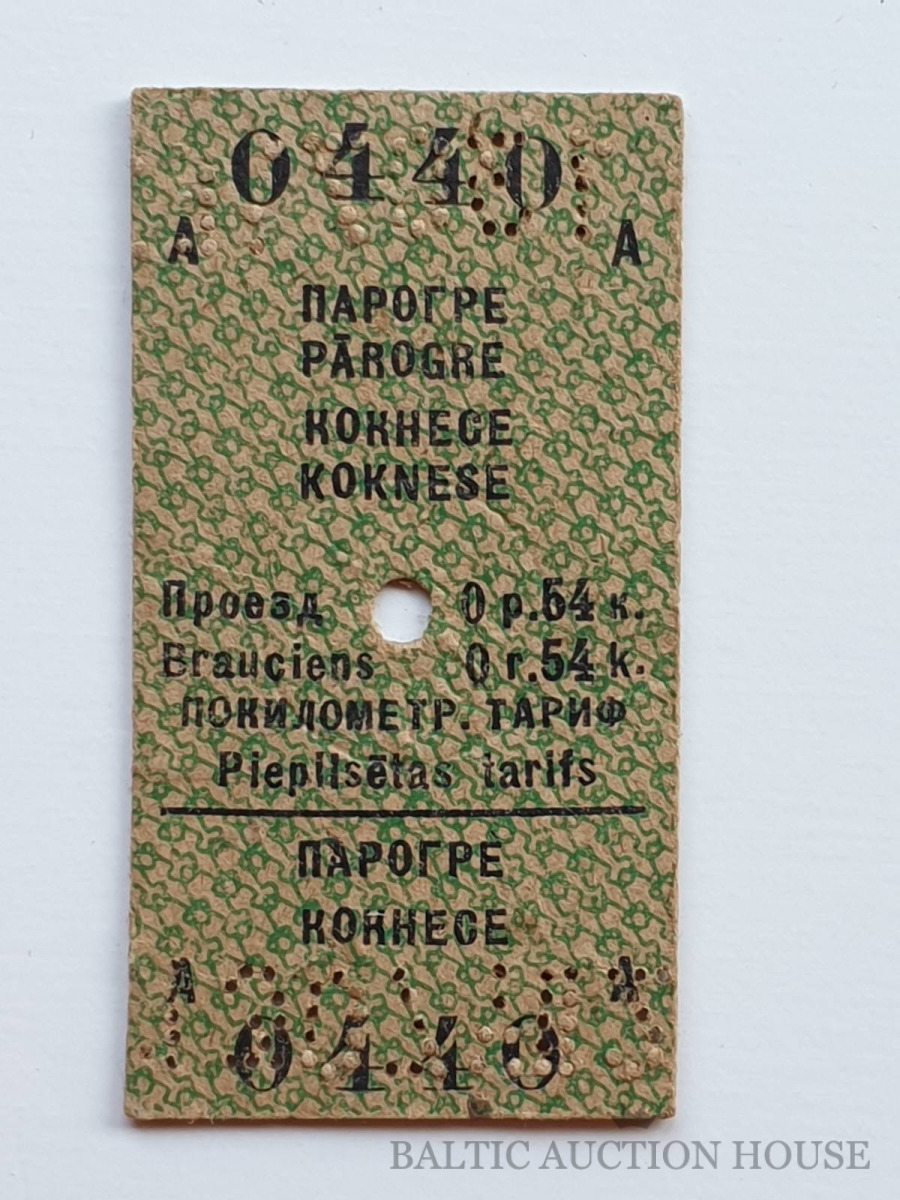 0440
А А
ПАРОГРЕ
PĀROGRE
КОКНЕСЕ
KOKNESE
Проезд 0 р.54 к.
Brauciens 0 r.54 k.
ПОКИЛОМЕТР. ТАРИФ
Piepilsētas tarifs
ПАРОГРЕ
КОКНЕСЕ
А А
0440
BALTIC AUCTION HOUSE